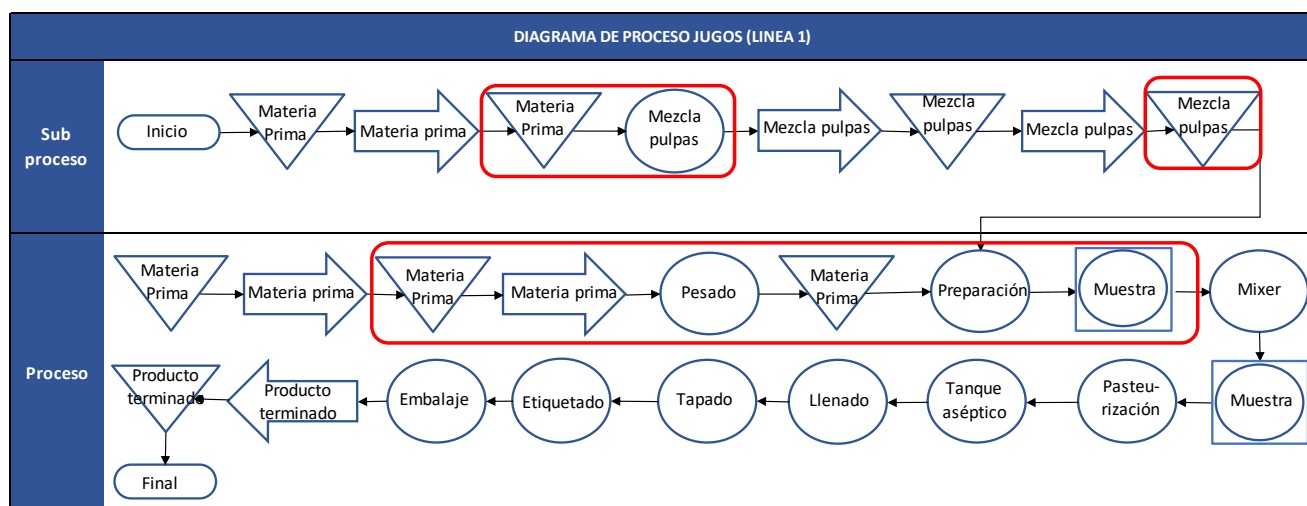 DIAGRAMA DE PROCESO JUGOS (LINEA 1)
Sub
proceso
Inicio
Materia
Prima
Materia prima
Materia
Prima
Mezcla
pulpas
Mezcla pulpas
Mezcla
pulpas
Mezcla pulpas
Mezcla
pulpas
Proceso
Materia
Prima
Materia prima
Materia
Prima
Materia prima
Pesado
Materia
Prima
Preparación
Muestra
Mixer
Producto
terminado
Producto
terminado
Embalaje
Etiquetado
Tapado
Llenado
Tanque
aséptico
Pasteu-
rización
Muestra
Final